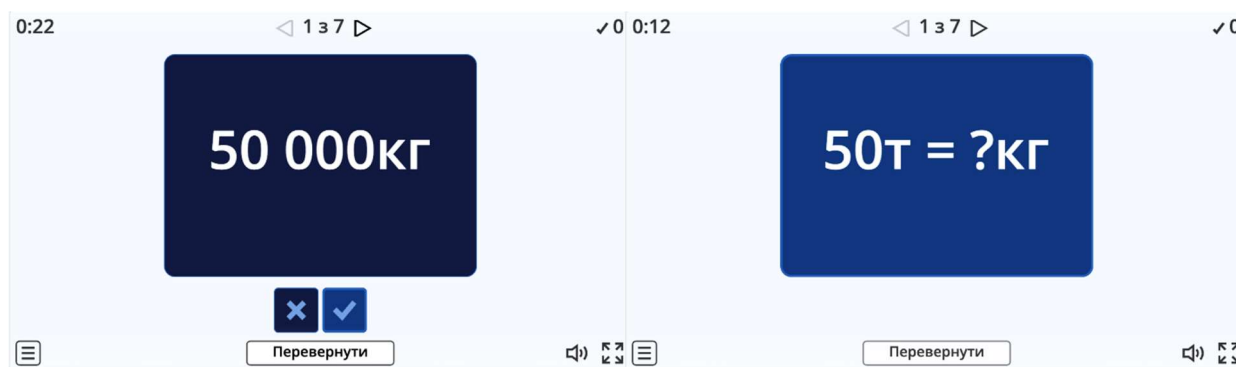 0:22
1 з 7
✓ 0
50 000кг
Перевернути
0:12
1 з 7
✓ 0
50т = ?кг
Перевернути